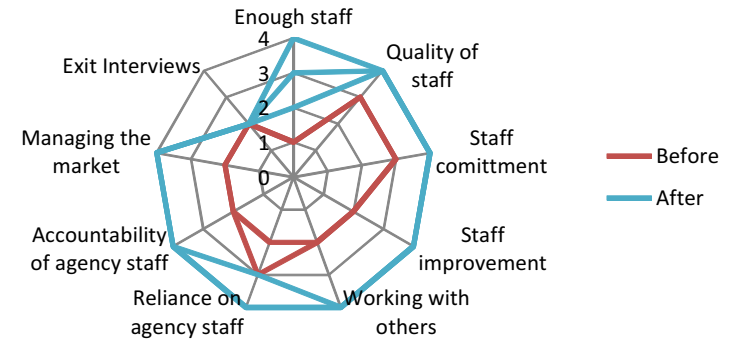 Enough staff
4
3
2
1
0
Quality of
staff
Staff
comittment
Staff
improvement
Working with
others
Reliance on
agency staff
Accountability
of agency staff
Managing the
market
Exit Interviews
Before
After